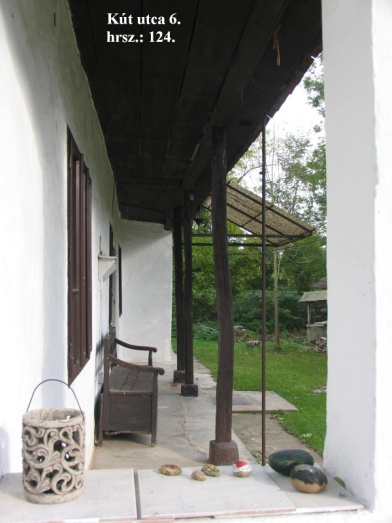 Kút utca 6.
hrsz.: 124.